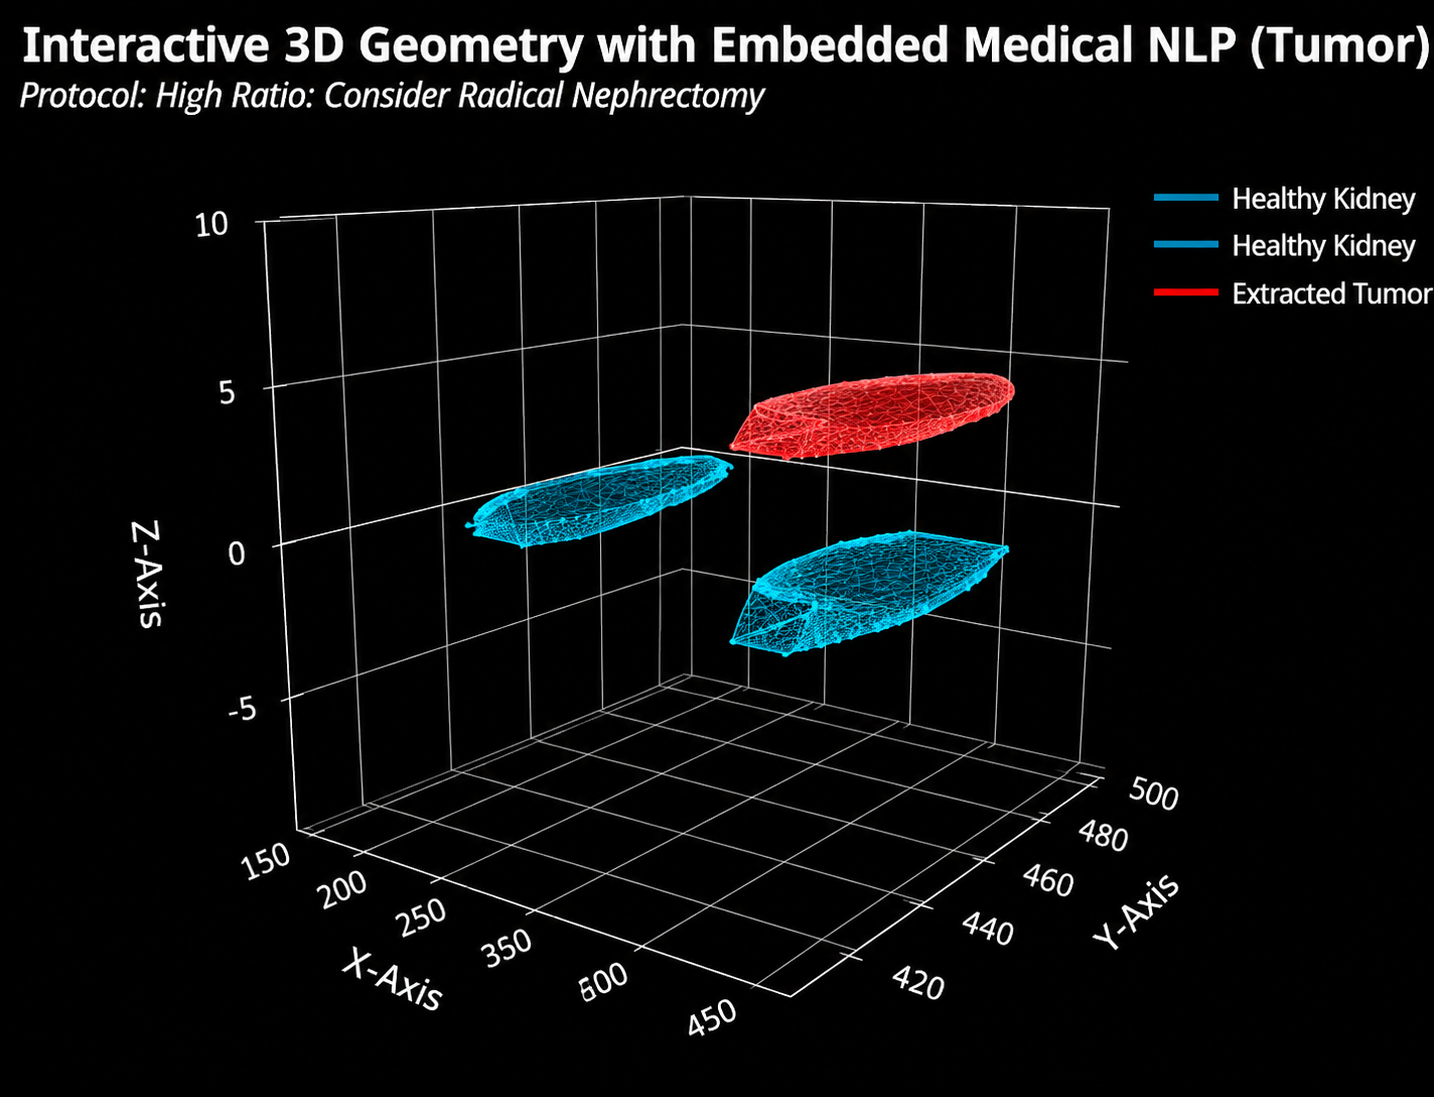 Interactive 3D Geometry with Embedded Medical NLP (Tumor)
Protocol: High Ratio: Consider Radical Nephrectomy
Healthy Kidney
Healthy Kidney
Extracted Tumor
10
5
0
-5
Z-Axis
150
200
250
350
450
X-Axis
420
440
460
480
500
Y-Axis